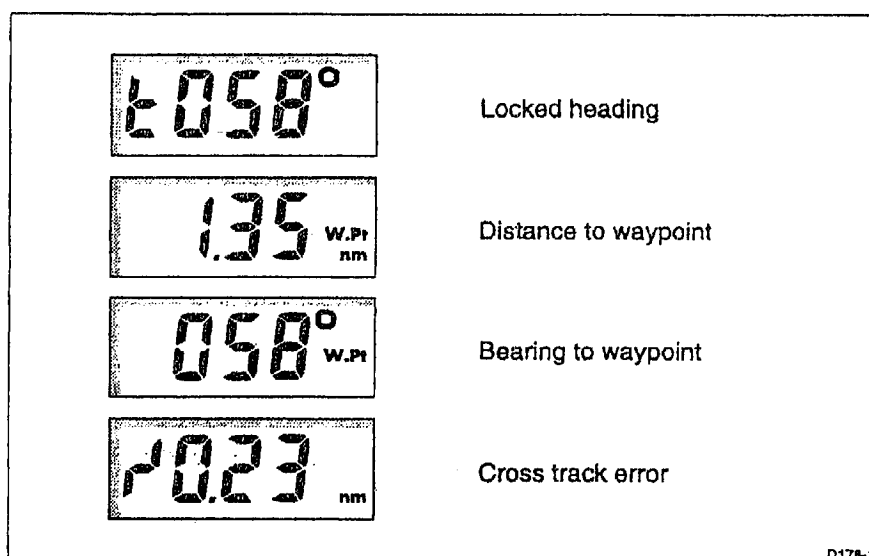 t058°
Locked heading
1.35 W.Pt nm
Distance to waypoint
058° W.Pt
Bearing to waypoint
r0.23 nm
Cross track error